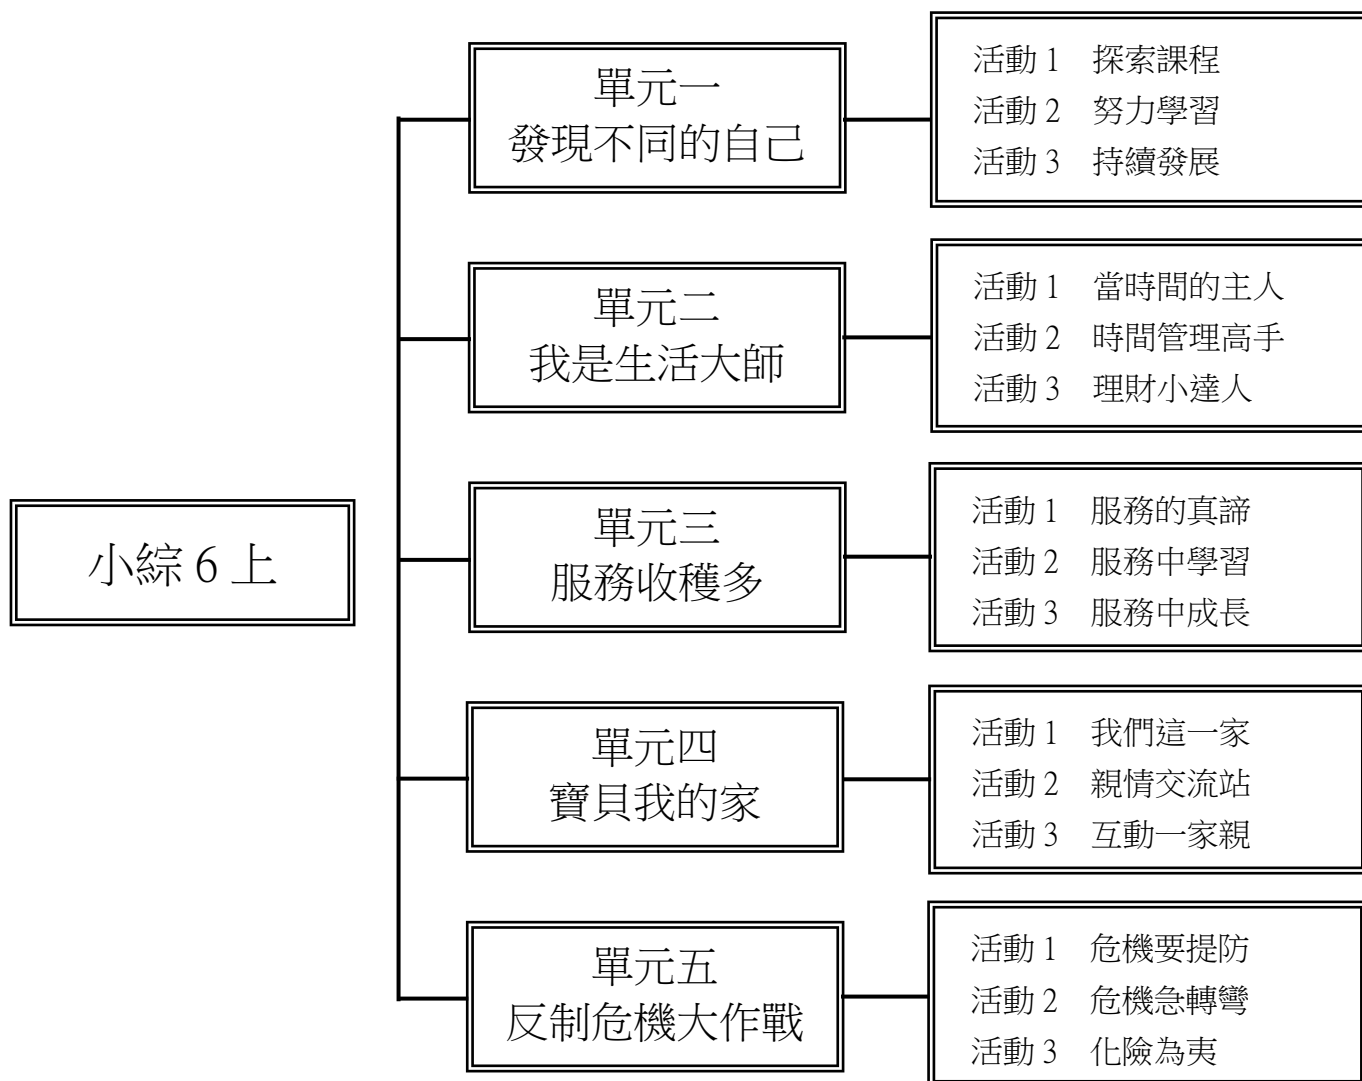 小綜 6 上
單元一
發現不同的自己
活動 1　探索課程
活動 2　努力學習
活動 3　持續發展
單元二
我是生活大師
活動 1　當時間的主人
活動 2　時間管理高手
活動 3　理財小達人
單元三
服務收穫多
活動 1　服務的真諦
活動 2　服務中學習
活動 3　服務中成長
單元四
寶貝我的家
活動 1　我們這一家
活動 2　親情交流站
活動 3　互動一家親
單元五
反制危機大作戰
活動 1　危機要提防
活動 2　危機急轉彎
活動 3　化險為夷